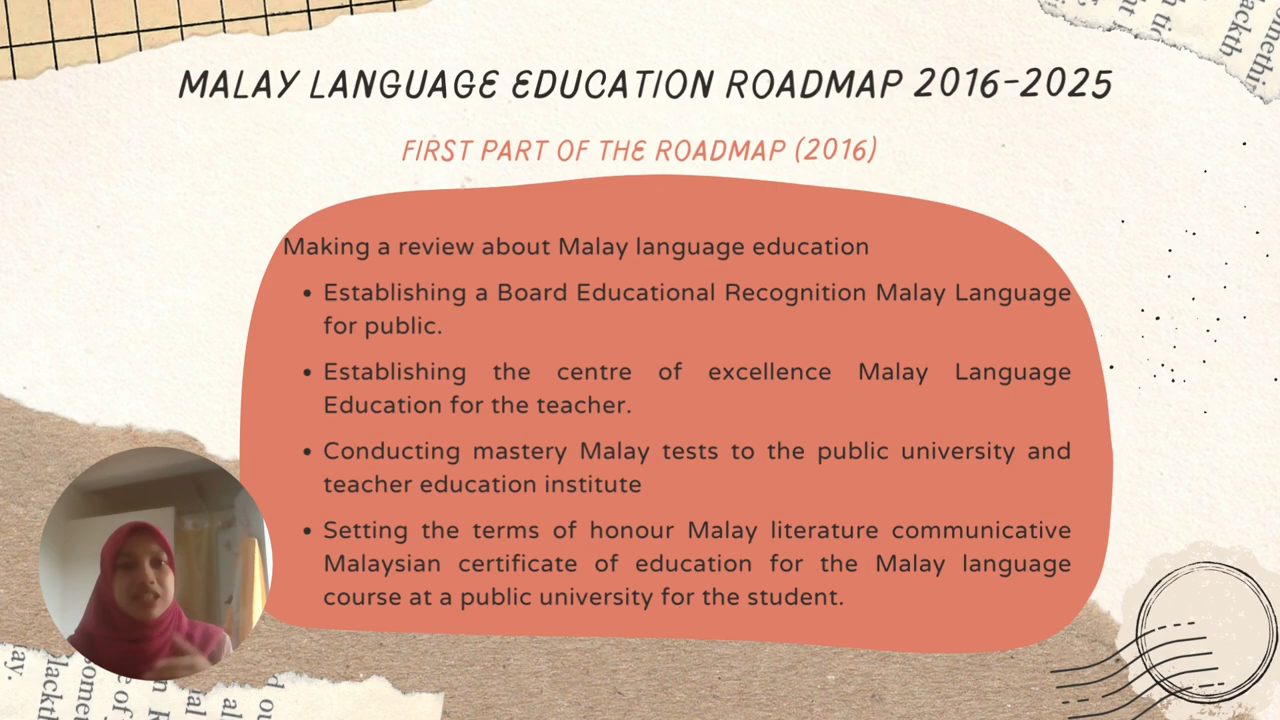 MALAY LANGUAGE EDUCATION ROADMAP 2016-2025
FIRST PART OF THE ROADMAP (2016)
Making a review about Malay language education
• Establishing a Board Educational Recognition Malay Language
for public.
• Establishing the centre of excellence Malay Language
Education for the teacher.
• Conducting mastery Malay tests to the public university and
teacher education institute
• Setting the terms of honour Malay literature communicative
Malaysian certificate of education for the Malay language
course at a public university for the student.